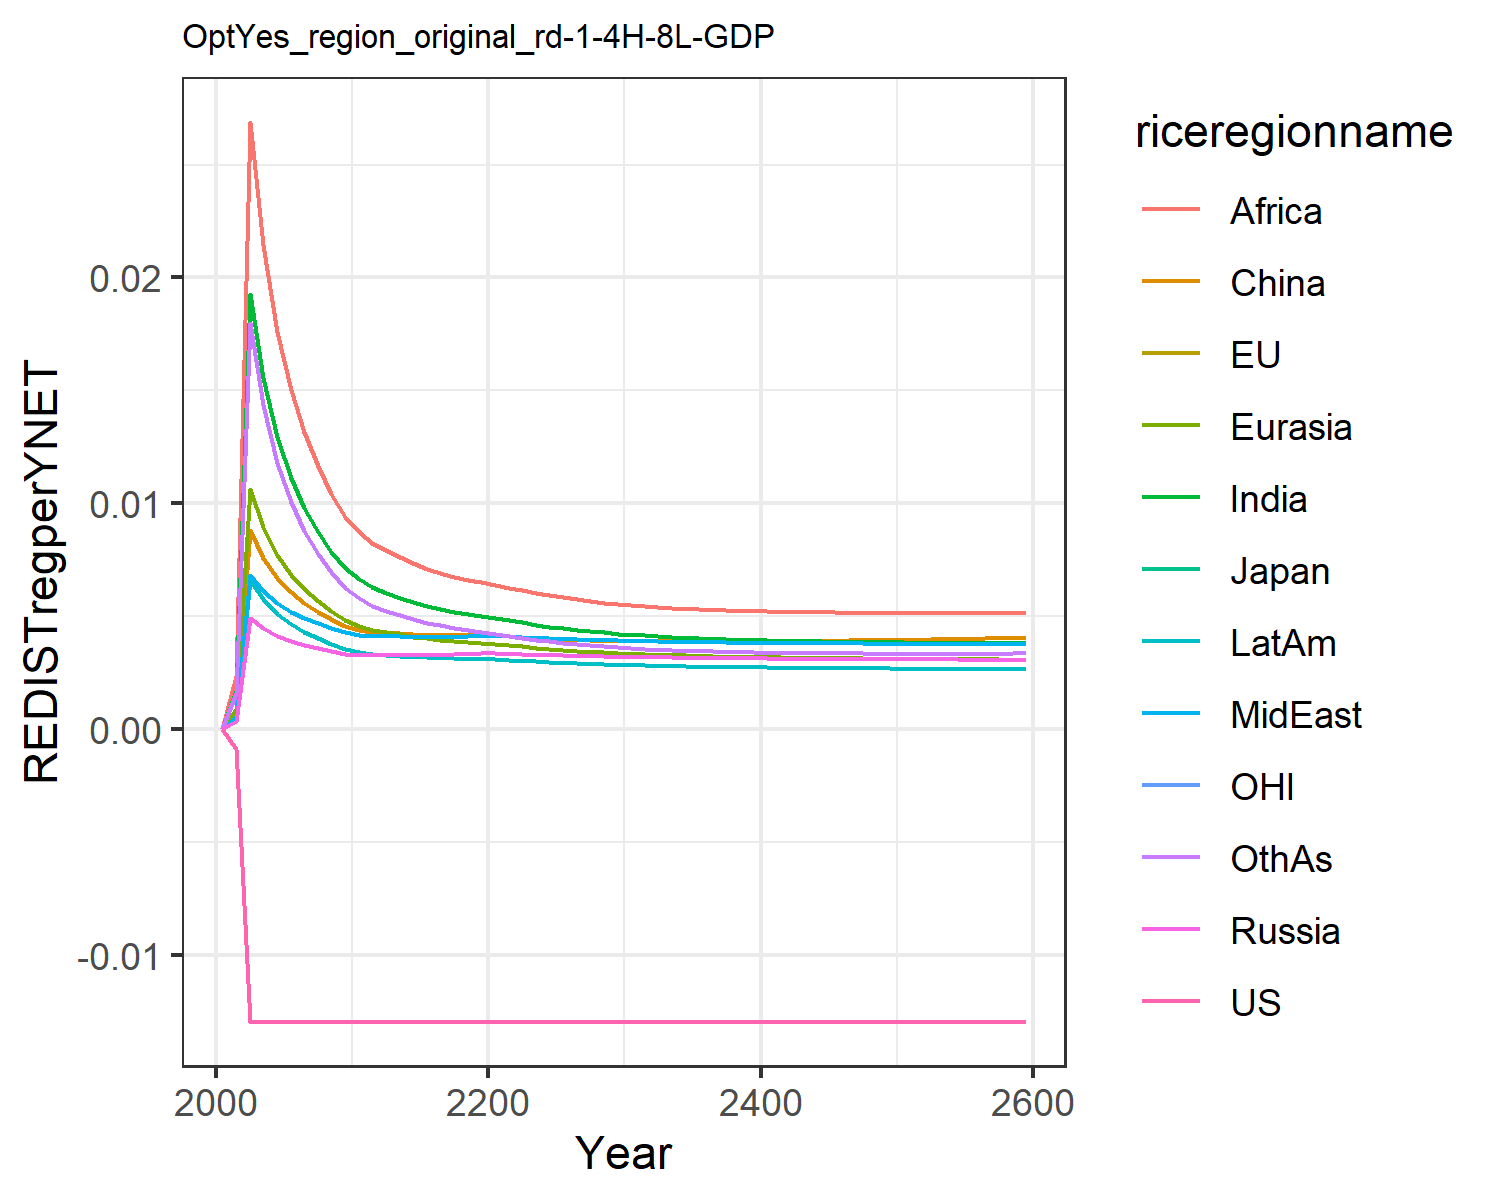 OptYes_region_original_rd-1-4H-8L-GDP
REDISTregperYNET
0.02
0.01
0.00
-0.01
2000
2200
2400
2600
Year
riceregionname
Africa
China
EU
Eurasia
India
Japan
LatAm
MidEast
OHI
OthAs
Russia
US